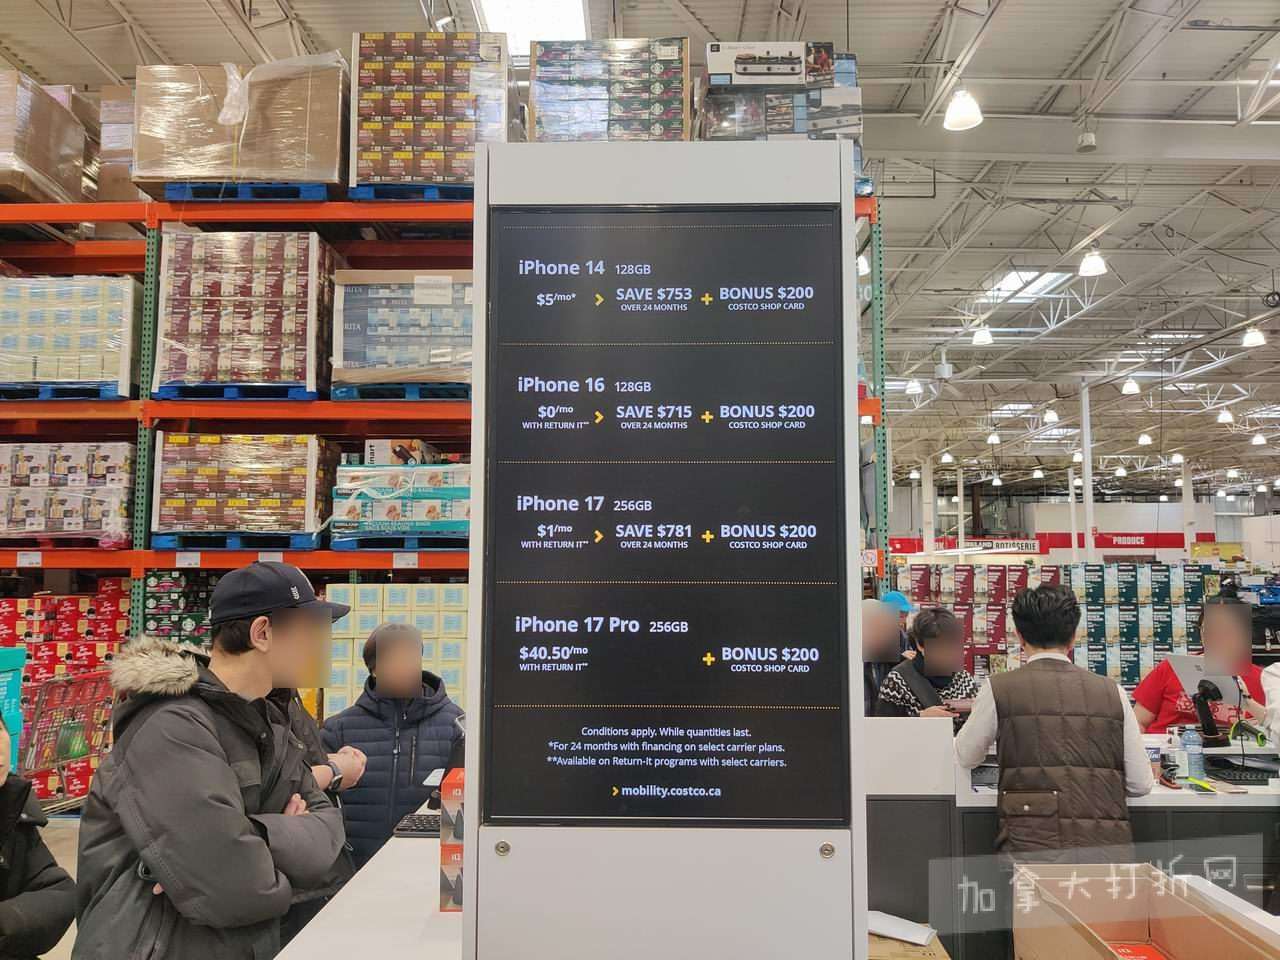 iPhone 14 128GB
$5/mo* > SAVE $753 + BONUS $200
OVER 24 MONTHS COSTCO SHOP CARD
iPhone 16 128GB
$0/mo > SAVE $715 + BONUS $200
WITH RETURN IT** OVER 24 MONTHS COSTCO SHOP CARD
iPhone 17 256GB
$1/mo > SAVE $781 + BONUS $200
WITH RETURN IT** OVER 24 MONTHS COSTCO SHOP CARD
iPhone 17 Pro 256GB
$40.50/mo + BONUS $200
WITH RETURN IT** COSTCO SHOP CARD
Conditions apply. While quantities last.
*For 24 months with financing on select carrier plans.
**Available on Return-It programs with select carriers.
> mobility.costco.ca
ROTISSERIE
PRODUCE
加拿大打折网